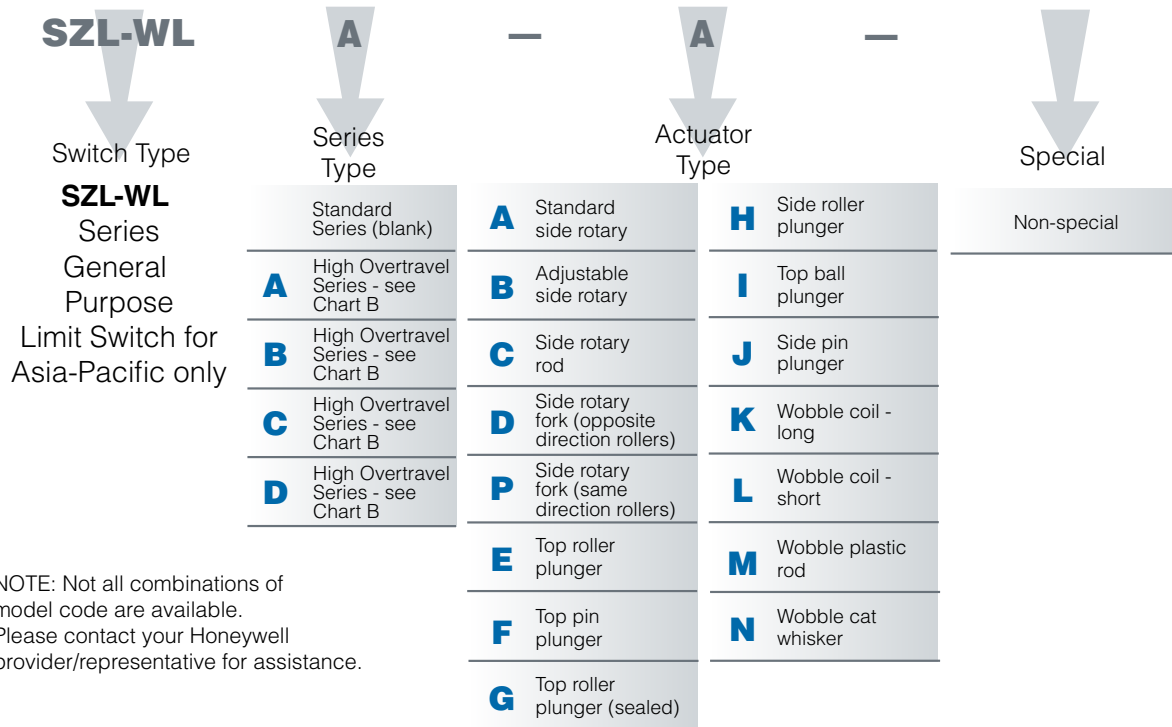 SZL-WL A — A —
Switch Type
SZL-WL
Series
General
Purpose
Limit Switch for
Asia-Pacific only
Series
Type
Standard
Series (blank)
A High Overtravel
Series - see
Chart B
B High Overtravel
Series - see
Chart B
C High Overtravel
Series - see
Chart B
D High Overtravel
Series - see
Chart B
Actuator
Type
A Standard
side rotary
B Adjustable
side rotary
C Side rotary
rod
D Side rotary
fork (opposite
direction rollers)
P Side rotary
fork (same
direction rollers)
E Top roller
plunger
F Top pin
plunger
G Top roller
plunger (sealed)
H Side roller
plunger
I Top ball
plunger
J Side pin
plunger
K Wobble coil -
long
L Wobble coil -
short
M Wobble plastic
rod
N Wobble cat
whisker
Special
Non-special
NOTE: Not all combinations of
model code are available.
Please contact your Honeywell
provider/representative for assistance.